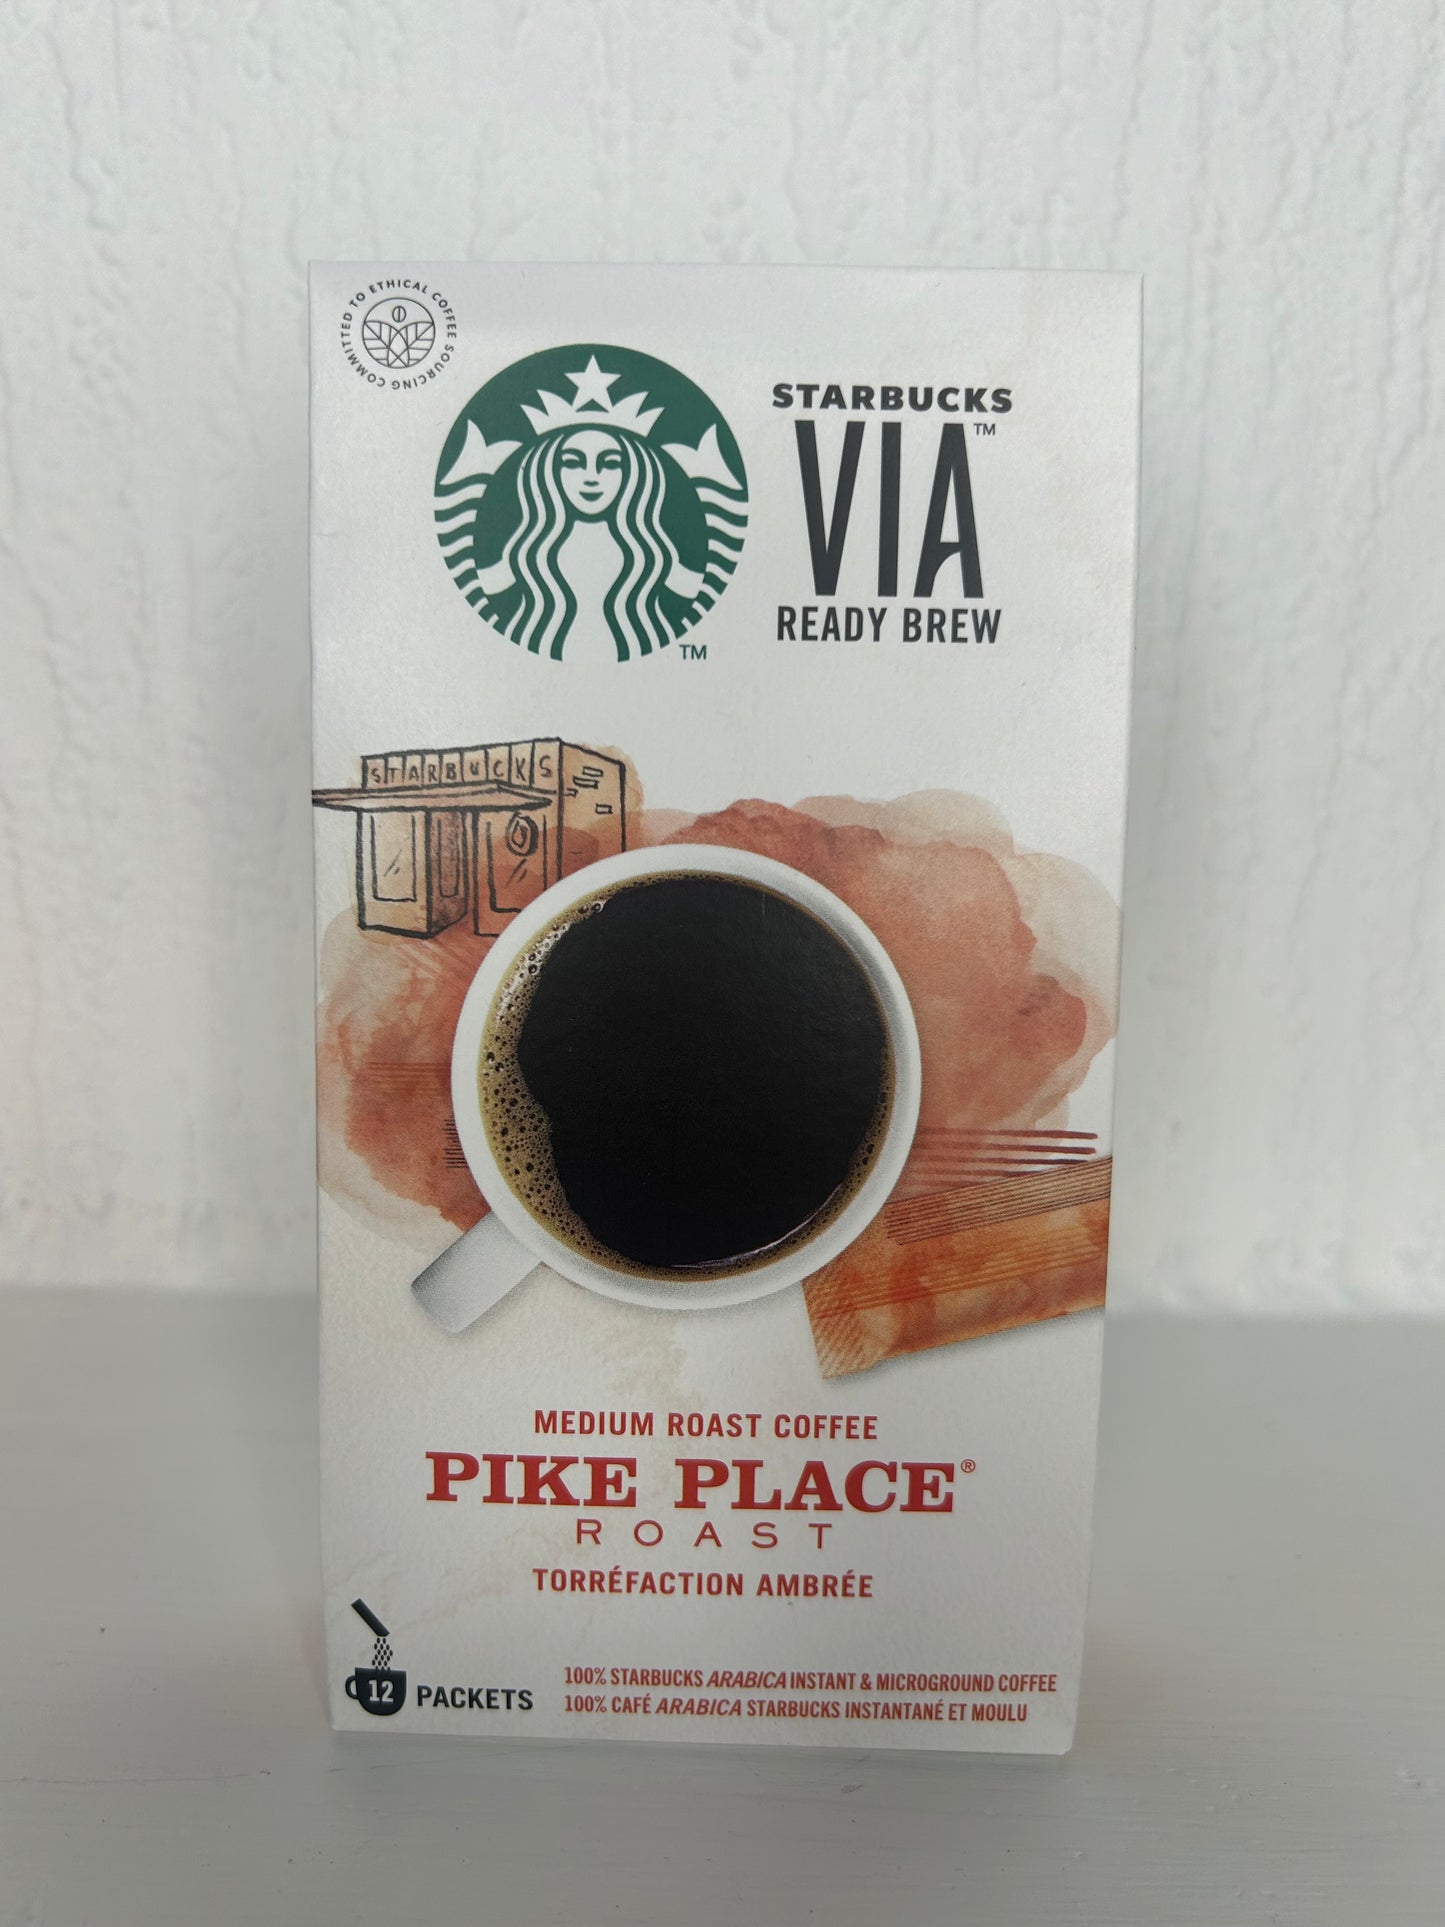 COMMITTED TO ETHICAL COFFEE SOURCING
STARBUCKS
VIA™
READY BREW
TM
STARBUCKS
MEDIUM ROAST COFFEE
PIKE PLACE®
ROAST
TORRÉFACTION AMBRÉE
12 PACKETS
100% STARBUCKS ARABICA INSTANT & MICROGROUND COFFEE
100% CAFÉ ARABICA STARBUCKS INSTANTANÉ ET MOULU